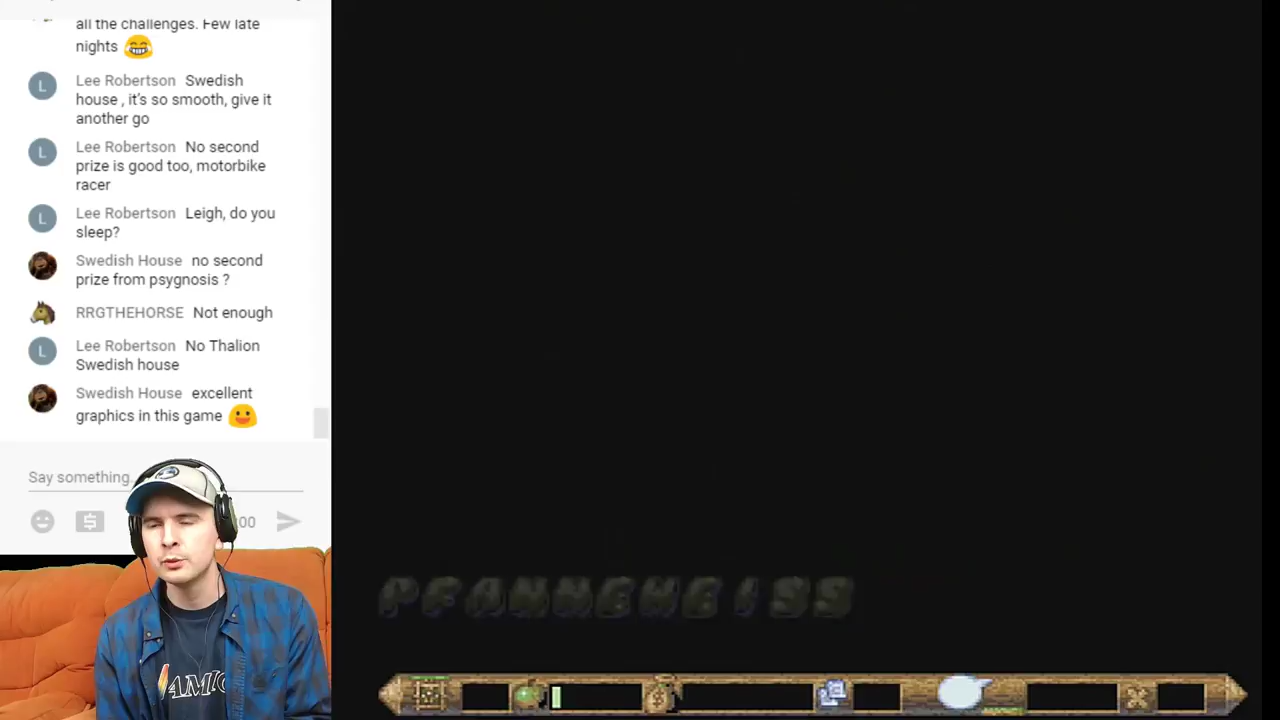 all the challenges. Few late
nights
Lee Robertson Swedish
house , it's so smooth, give it
another go
Lee Robertson No second
prize is good too, motorbike
racer
Lee Robertson Leigh, do you
sleep?
Swedish House no second
prize from psygnosis ?
RRGTHEHORSE Not enough
Lee Robertson No Thalion
Swedish house
Swedish House excellent
graphics in this game
Say something.
00
L
L
L
L
AMIG
PFANNEHEISS